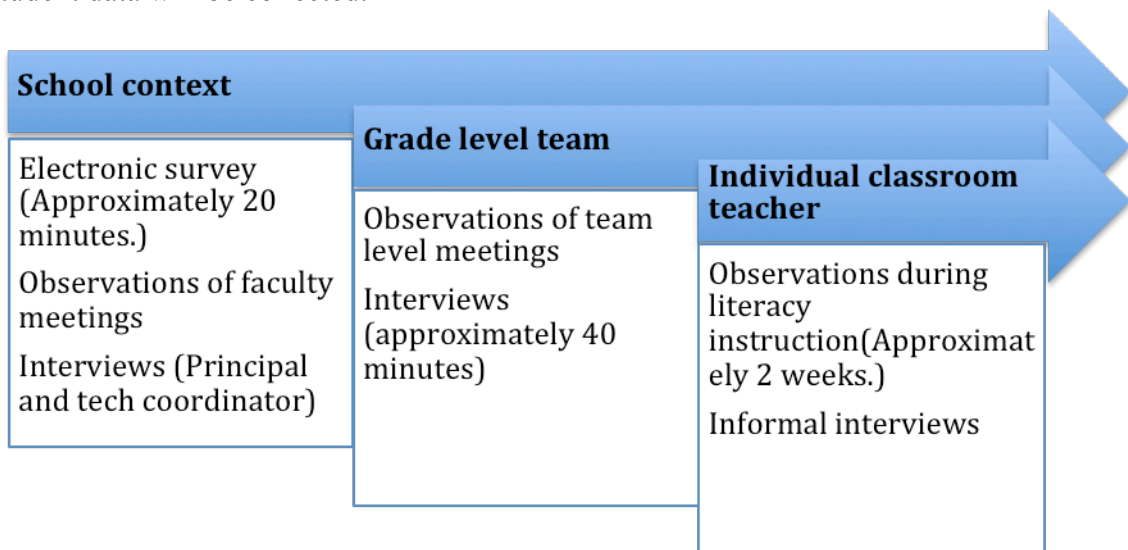 School context
Electronic survey
(Approximately 20
minutes.)
Observations of faculty
meetings
Interviews (Principal
and tech coordinator)
Grade level team
Observations of team
level meetings
Interviews
(approximately 40
minutes)
Individual classroom
teacher
Observations during
literacy
instruction(Approximat
ely 2 weeks.)
Informal interviews